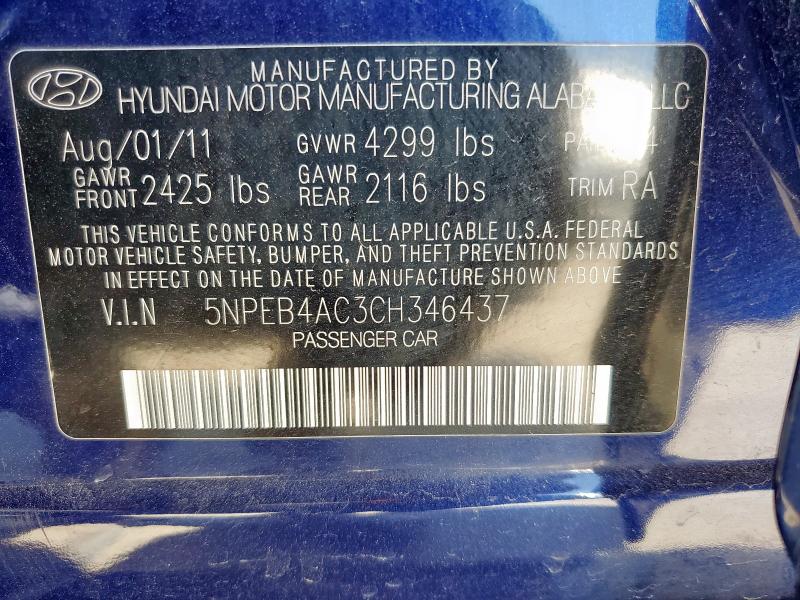 MANUFACTURED BY
HYUNDAI MOTOR MANUFACTURING LLC
Aug/01/11 GVWR 4299 lbs
GAWR FRONT 2425 lbs GAWR REAR 2116 lbs TRIM RA
THIS VEHICLE CONFORMS TO ALL APPLICABLE U.S.A. FEDERAL
MOTOR VEHICLE SAFETY, BUMPER, AND THEFT PREVENTION STANDARDS
IN EFFECT ON THE DATE OF MANUFACTURE SHOWN ABOVE
V.I.N 5NPEB4AC3CH346437
PASSENGER CAR